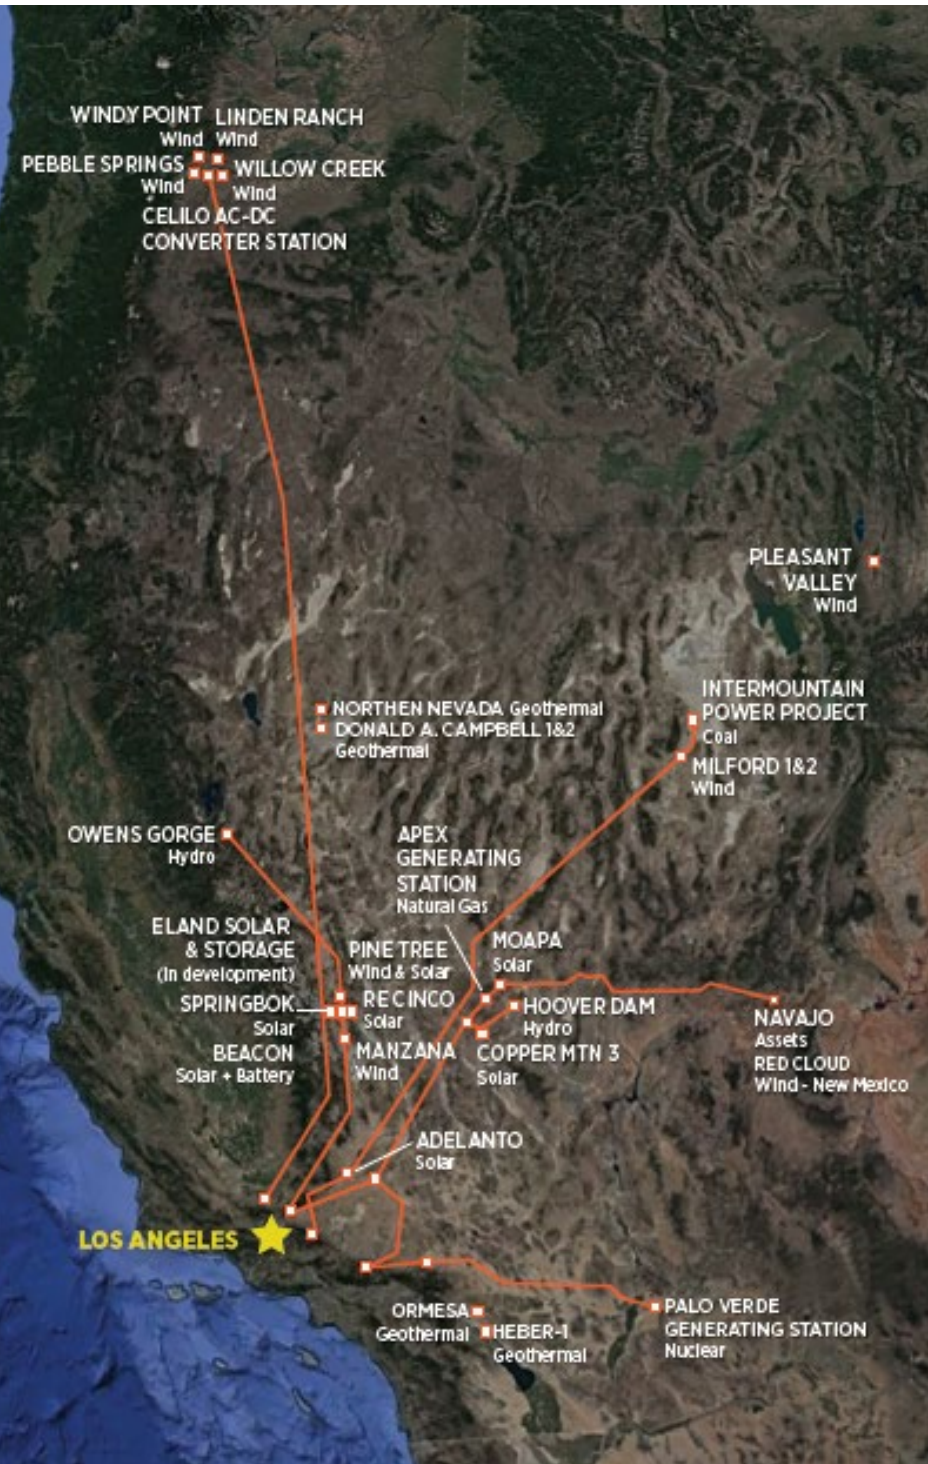 WINDY POINT
Wind
LINDEN RANCH
Wind
PEBBLE SPRINGS
Wind
WILLOW CREEK
Wind
CELILO AC-DC
CONVERTER STATION
PLEASANT
VALLEY
Wind
INTERMOUNTAIN
POWER PROJECT
Coal
NORTHEN NEVADA Geothermal
DONALD A. CAMPBELL 1&2
Geothermal
MILFORD 1&2
Wind
OWENS GORGE
Hydro
APEX
GENERATING
STATION
Natural Gas
ELAND SOLAR
& STORAGE
(in development)
PINE TREE
Wind & Solar
MOAPA
Solar
SPRINGBOK
Solar
RECINCO
Solar
HOOVER DAM
Hydro
NAVAJO
Assets
RED CLOUD
Wind - New Mexico
BEACON
Solar + Battery
MANZANA
Wind
COPPER MTN 3
Solar
ADELANTO
Solar
LOS ANGELES
ORMESA
Geothermal
HEBER-1
Geothermal
PALO VERDE
GENERATING STATION
Nuclear